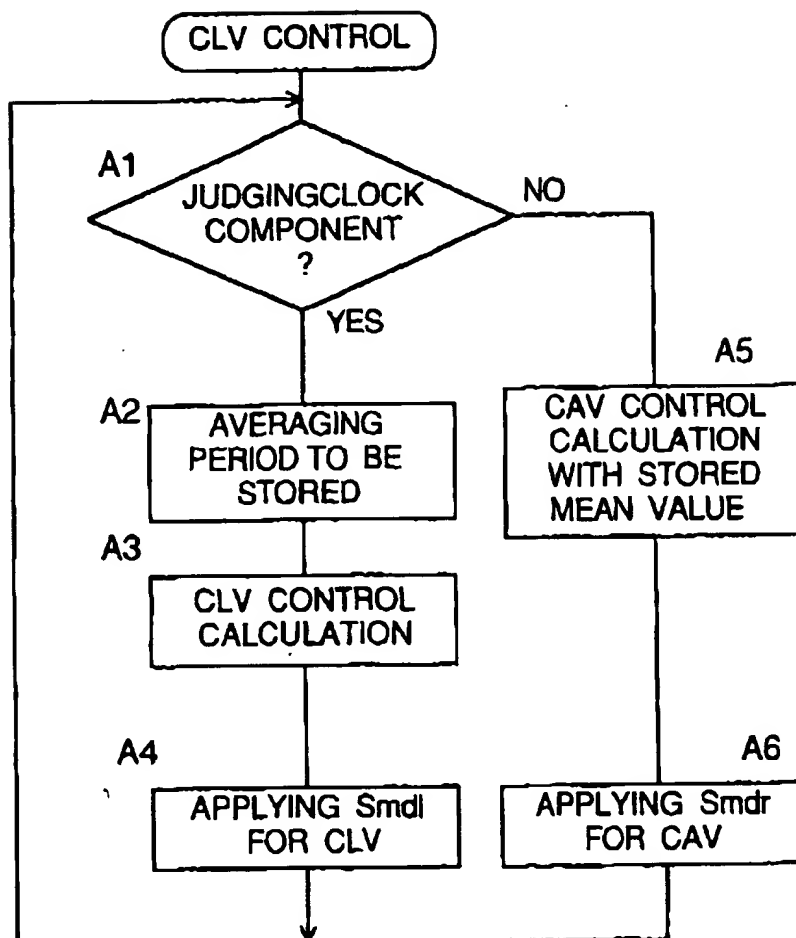 CLV CONTROL
A1
JUDGINGCLOCK
COMPONENT
?
NO
YES
A2
AVERAGING
PERIOD TO BE
STORED
A5
CAV CONTROL
CALCULATION
WITH STORED
MEAN VALUE
A3
CLV CONTROL
CALCULATION
A4
APPLYING Smdl
FOR CLV
A6
APPLYING Smdr
FOR CAV